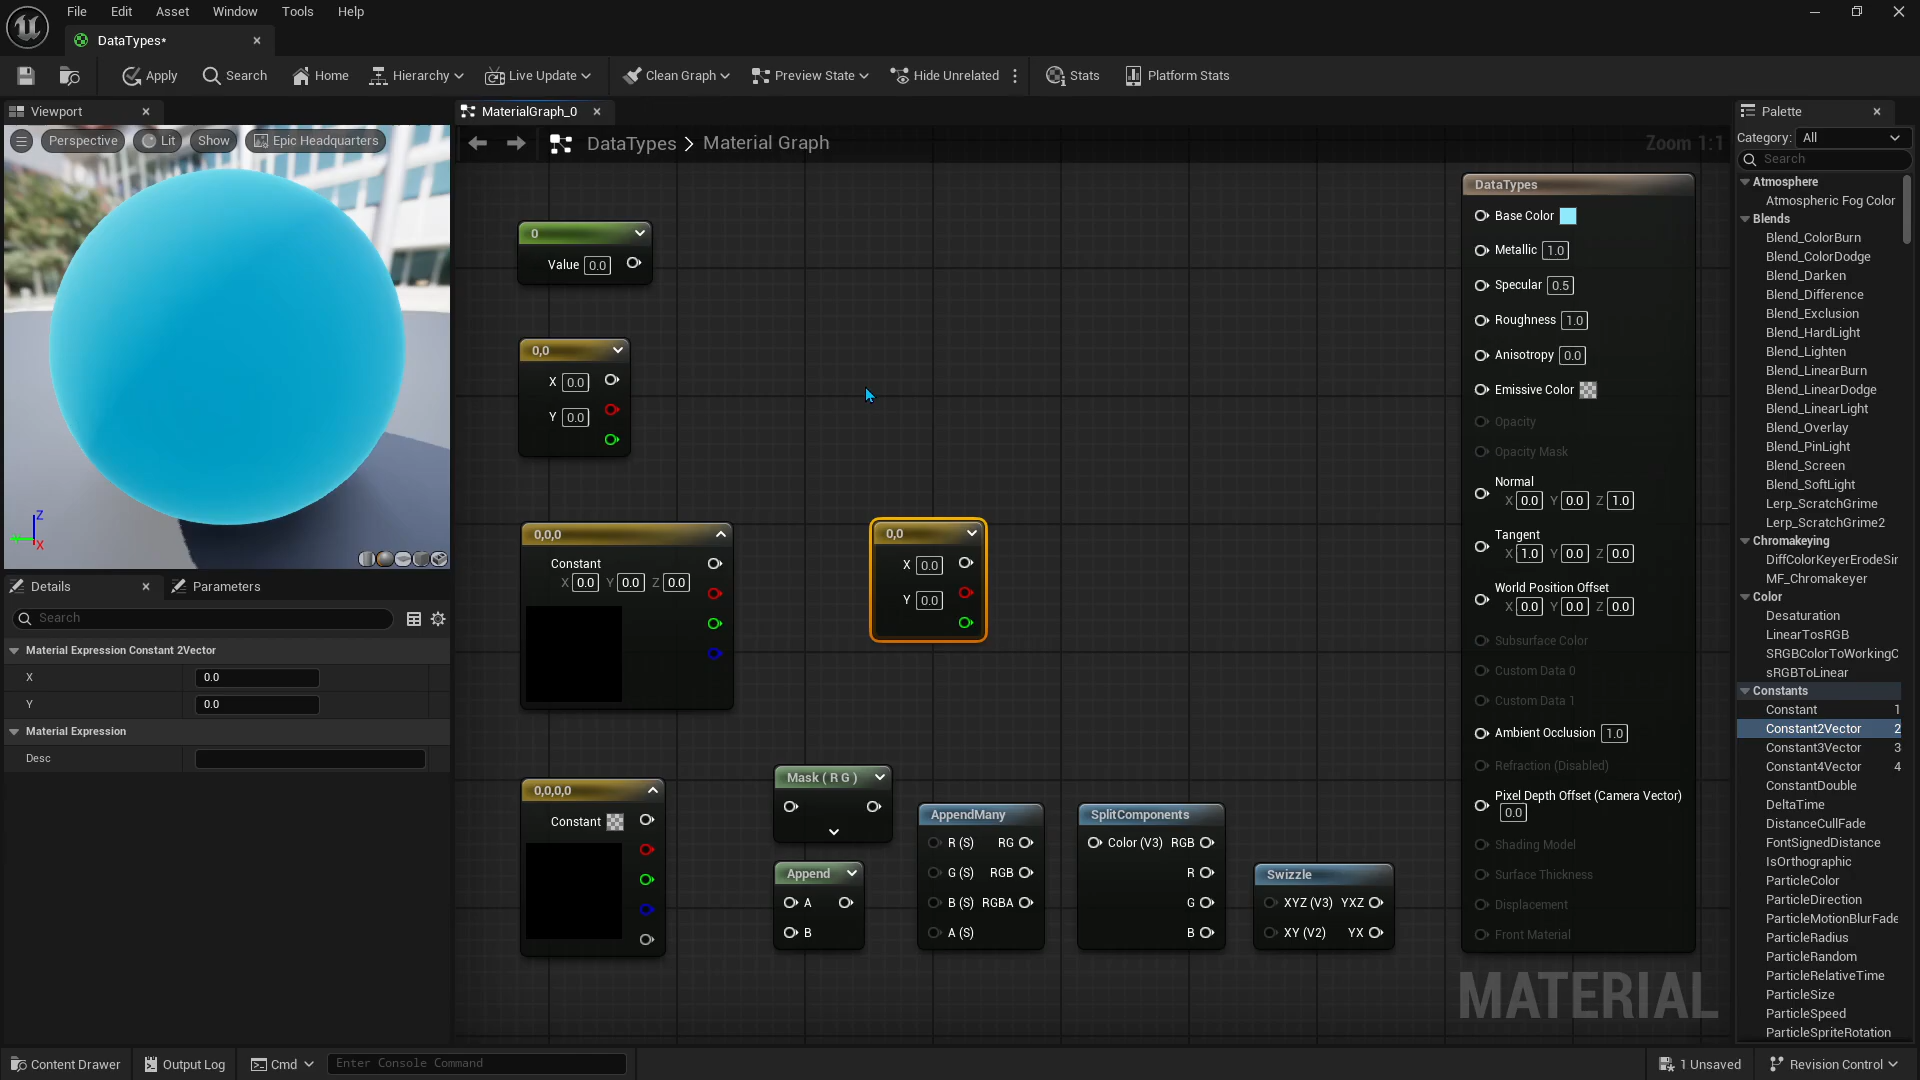 File Edit Asset Window Tools Help
DataTypes*
Apply Search Home Hierarchy Live Update Clean Graph Preview State Hide Unrelated Stats Platform Stats
Viewport
Perspective Lit Show Epic Headquarters
Z
X
MaterialGraph_0
DataTypes > Material Graph
Zoom 1:1
0
Value 0.0
0,0
X 0.0
Y 0.0
0,0,0
Constant
X 0.0 Y 0.0 Z 0.0
0,0
X 0.0
Y 0.0
0,0,0,0
Constant
Mask ( R G )
Append
A
B
AppendMany
R (S) RG
G (S) RGB
B (S) RGBA
A (S)
SplitComponents
Color (V3) RGB
R
G
B
Swizzle
XYZ (V3) YXZ
XY (V2) YX
DataTypes
Base Color
Metallic 1.0
Specular 0.5
Roughness 1.0
Anisotropy 0.0
Emissive Color
Opacity
Opacity Mask
Normal
X 0.0 Y 0.0 Z 1.0
Tangent
X 1.0 Y 0.0 Z 0.0
World Position Offset
X 0.0 Y 0.0 Z 0.0
Subsurface Color
Custom Data 0
Custom Data 1
Ambient Occlusion 1.0
Refraction (Disabled)
Pixel Depth Offset (Camera Vector)
0.0
Shading Model
Surface Thickness
Displacement
Front Material
MATERIAL
Details
Parameters
Search
Material Expression Constant 2Vector
X 0.0
Y 0.0
Material Expression
Desc
Palette
Category: All
Search
Atmosphere
Atmospheric Fog Color
Blends
Blend_ColorBurn
Blend_ColorDodge
Blend_Darken
Blend_Difference
Blend_Exclusion
Blend_HardLight
Blend_Lighten
Blend_LinearBurn
Blend_LinearDodge
Blend_LinearLight
Blend_Overlay
Blend_PinLight
Blend_Screen
Blend_SoftLight
Lerp_ScratchGrime
Lerp_ScratchGrime2
Chromakeying
DiffColorKeyerErodeSir
MF_Chromakeyer
Color
Desaturation
LinearTosRGB
SRGBColorToWorkingC
sRGBToLinear
Constants
Constant 1
Constant2Vector 2
Constant3Vector 3
Constant4Vector 4
ConstantDouble
DeltaTime
DistanceCullFade
FontSignedDistance
IsOrthographic
ParticleColor
ParticleDirection
ParticleMotionBlurFade
ParticleRadius
ParticleRandom
ParticleRelativeTime
ParticleSize
ParticleSpeed
ParticleSpriteRotation
Content Drawer Output Log Cmd Enter Console Command
1 Unsaved Revision Control